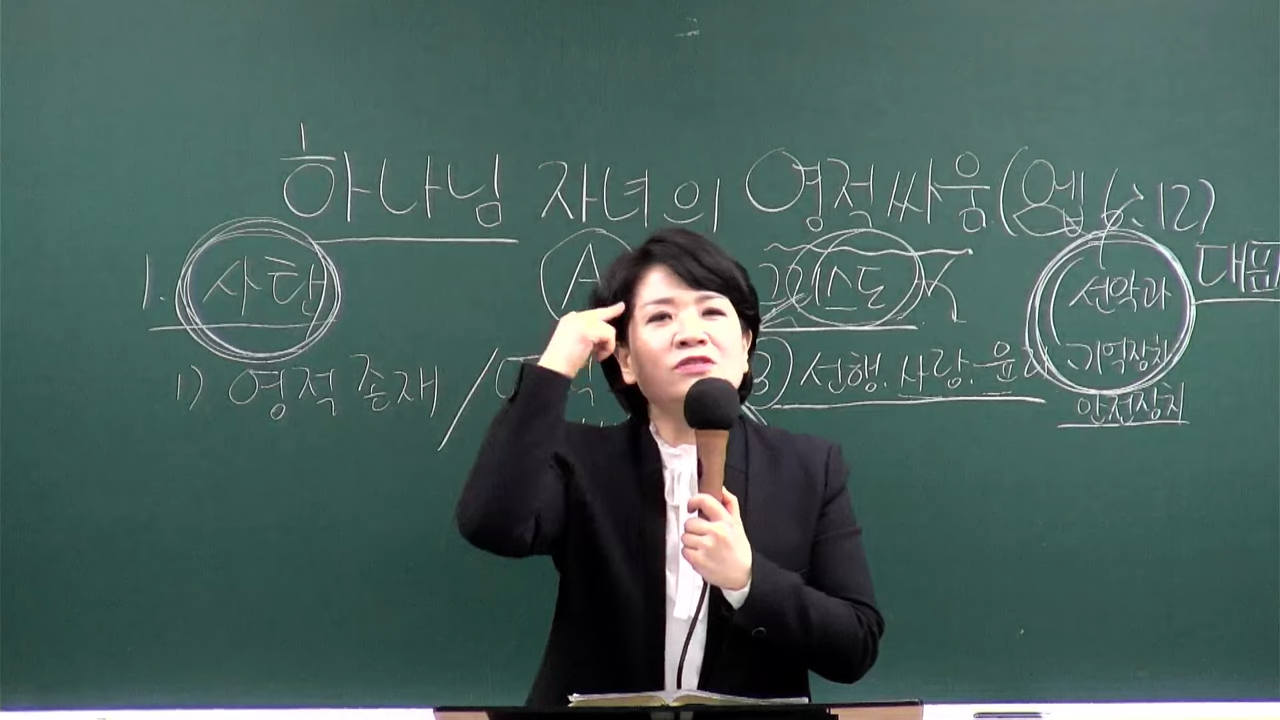 하나님 자녀의 영적싸움(엡 6:12)
1. 사탄 A 그리스도 선악과
기억장치
1) 영적 존재 / ③ 선행. 사랑. 윤리 안전장치